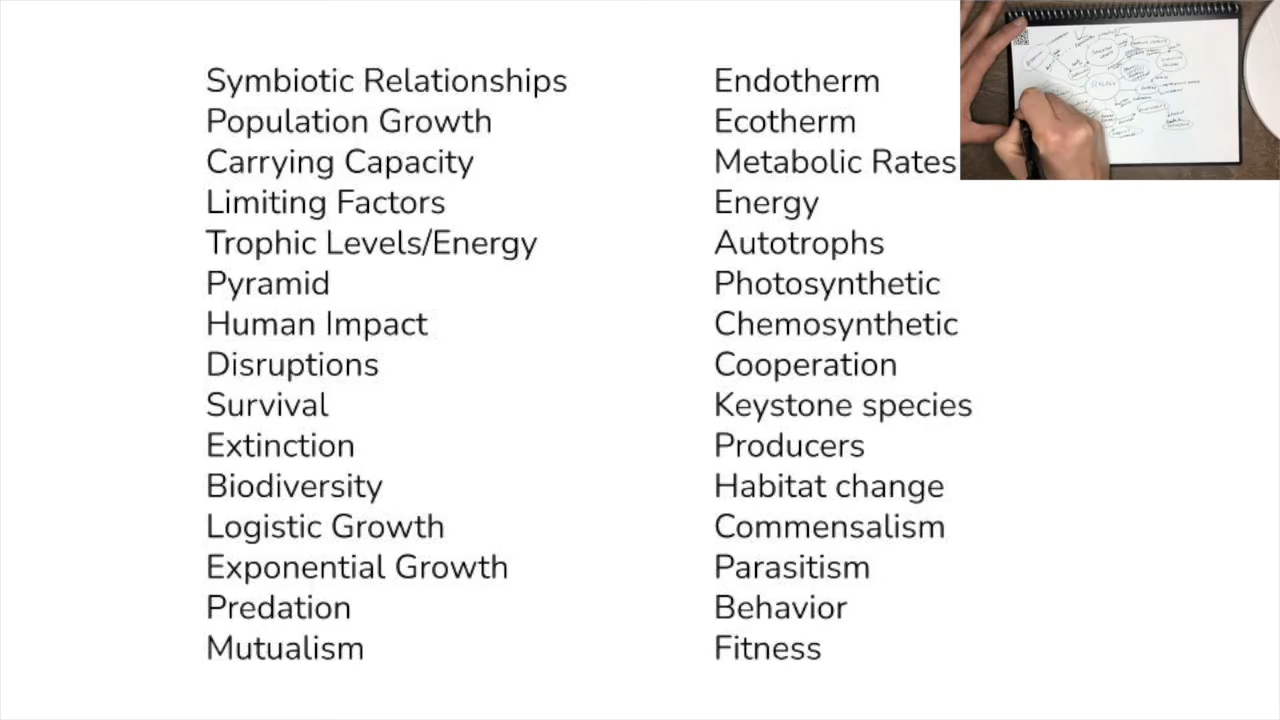 Symbiotic Relationships
Population Growth
Carrying Capacity
Limiting Factors
Trophic Levels/Energy
Pyramid
Human Impact
Disruptions
Survival
Extinction
Biodiversity
Logistic Growth
Exponential Growth
Predation
Mutualism
Endotherm
Ecotherm
Metabolic Rates
Energy
Autotrophs
Photosynthetic
Chemosynthetic
Cooperation
Keystone species
Producers
Habitat change
Commensalism
Parasitism
Behavior
Fitness
ECOLOGY